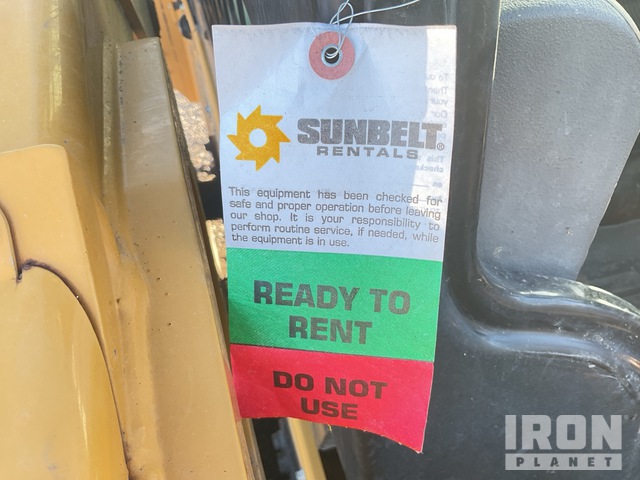 SUNBELT®
RENTALS
This equipment has been checked for
safe and proper operation before leaving
our shop. It is your responsibility to
perform routine service, if needed, while
the equipment is in use.
READY TO
RENT
DO NOT
USE
IRON
PLANET